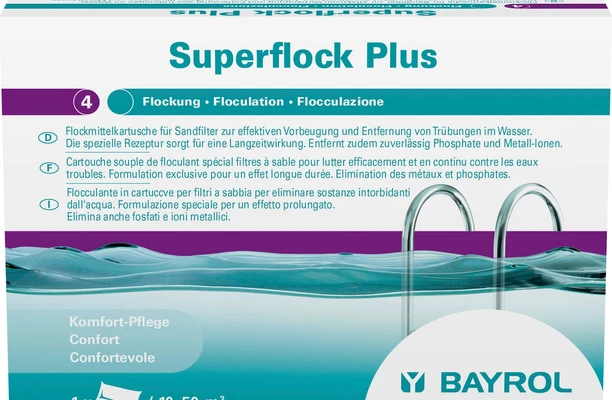 Superflock Plus
4 Flockung • Floculation • Flocculazione
D Flockmittelkartusche für Sandfilter zur effektiven Vorbeugung und Entfernung von Trübungen im Wasser.
Die spezielle Rezeptur sorgt für eine Langzeitwirkung. Entfernt zudem zuverlässig Phosphate und Metall-Ionen.
F Cartouche souple de floculant spécial filtres à sable pour lutter efficacement et en continu contre les eaux
troubles. Formulation exclusive pour un effet longue durée. Elimination des métaux et phosphates.
I Flocculante in cartuccve per filtri a sabbia per eliminare sostanze intorbidanti
dall'acqua. Formulazione speciale per un effetto prolongato.
Elimina anche fosfati e ioni metallici.
Komfort-Pflege
Confort
Confortevole
BAYROL